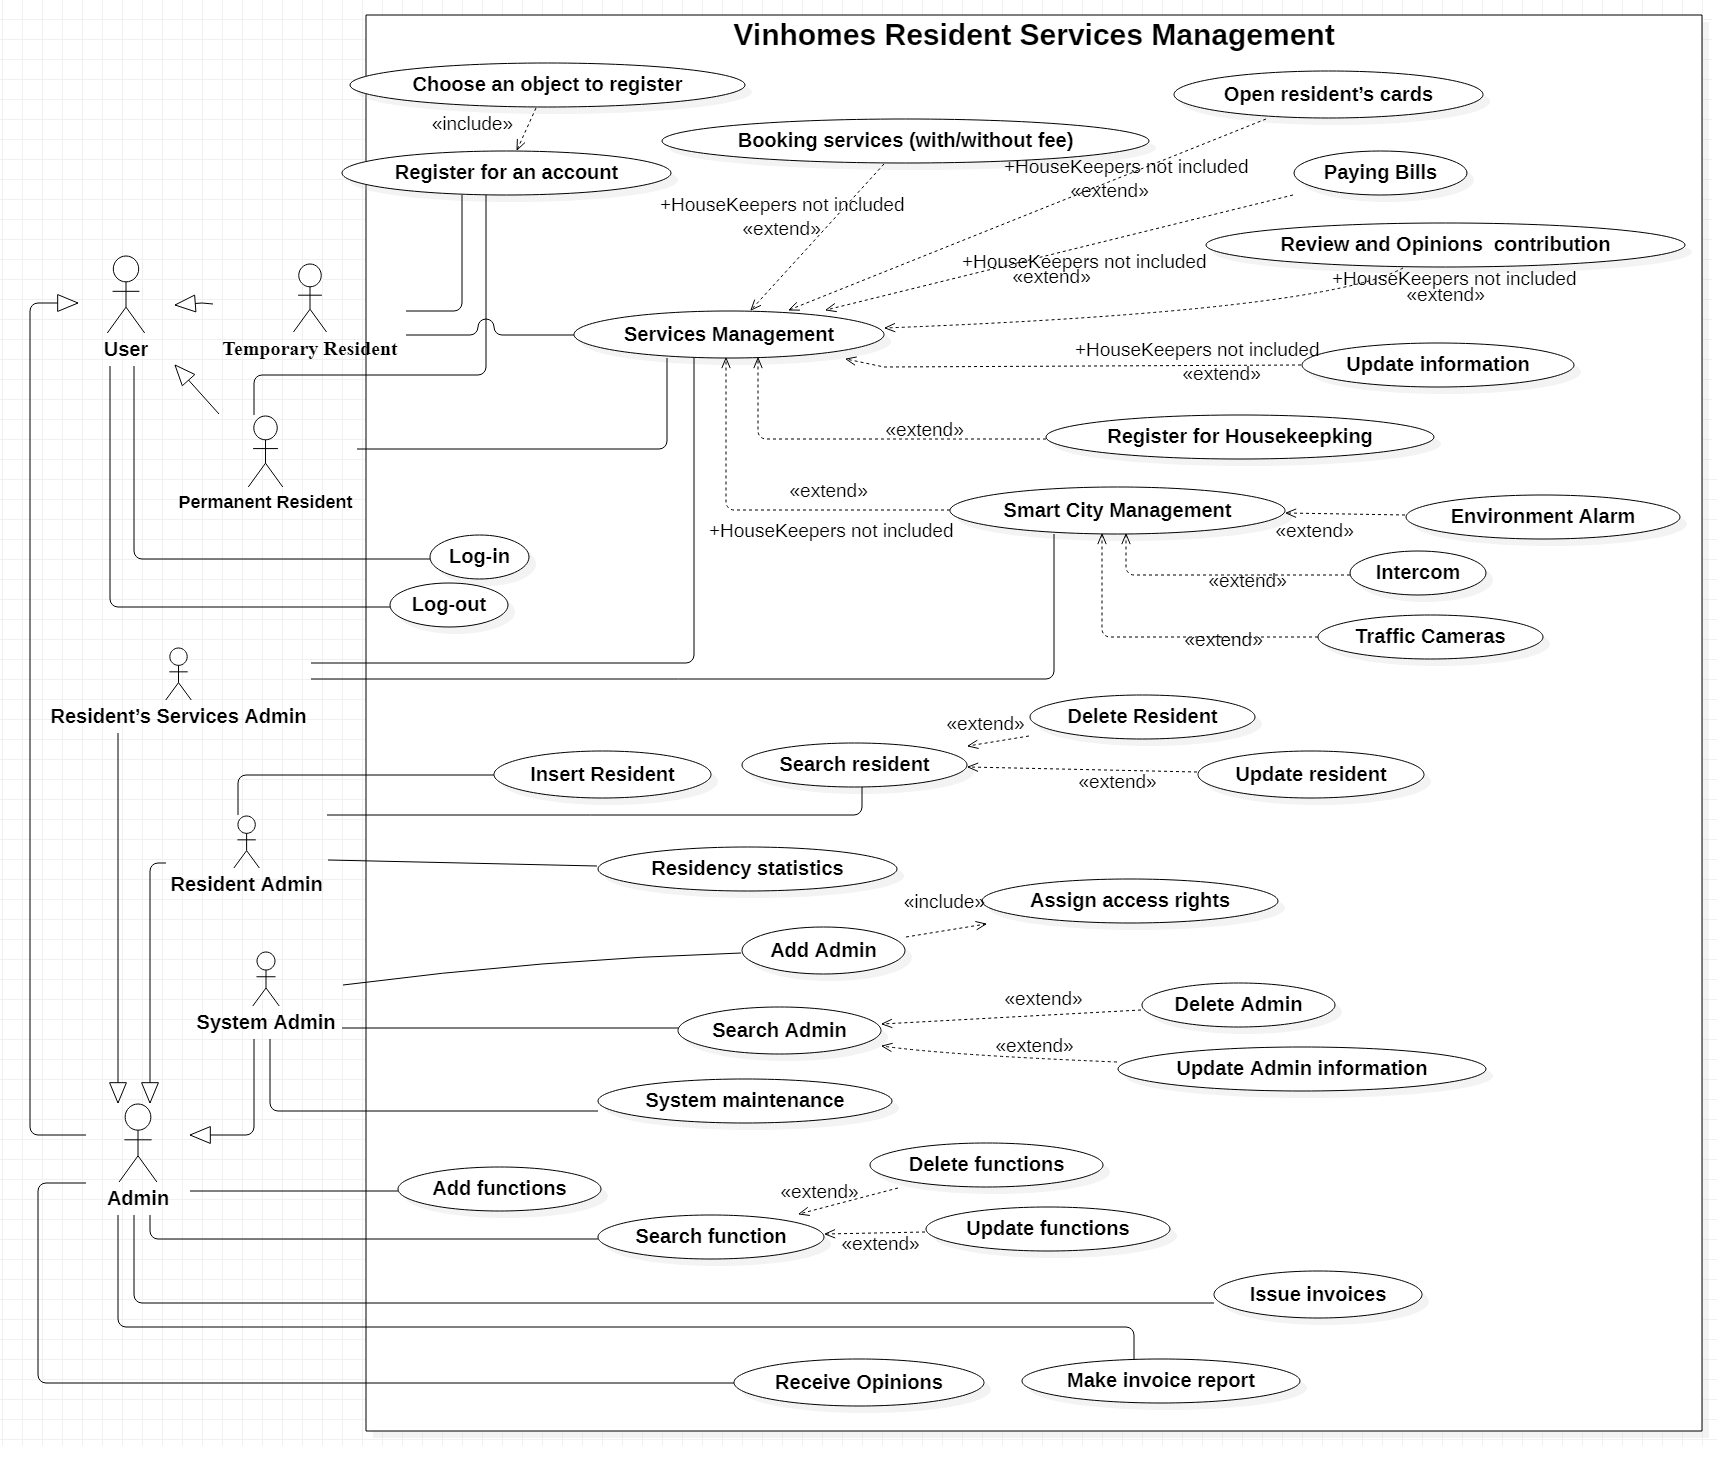 Vinhomes Resident Services Management
Choose an object to register
Open resident’s cards
«include»
Booking services (with/without fee)
+HouseKeepers not included
«extend»
Register for an account
Paying Bills
+HouseKeepers not included
«extend»
Review and Opinions  contribution
+HouseKeepers not included
«extend»
+HouseKeepers not included
«extend»
User
Temporary Resident
Services Management
+HouseKeepers not included
«extend»
Update information
Permanent Resident
«extend»
Register for Housekeepking
«extend»
+HouseKeepers not included
Smart City Management
«extend»
Environment Alarm
Log-in
Log-out
«extend»
Intercom
«extend»
Traffic Cameras
Resident’s Services Admin
«extend»
Delete Resident
Insert Resident
Search resident
«extend»
Update resident
Resident Admin
Residency statistics
«include»
Assign access rights
Add Admin
System Admin
Search Admin
«extend»
Delete Admin
«extend»
Update Admin information
System maintenance
Admin
Add functions
Delete functions
«extend»
Search function
«extend»
Update functions
Issue invoices
Receive Opinions
Make invoice report